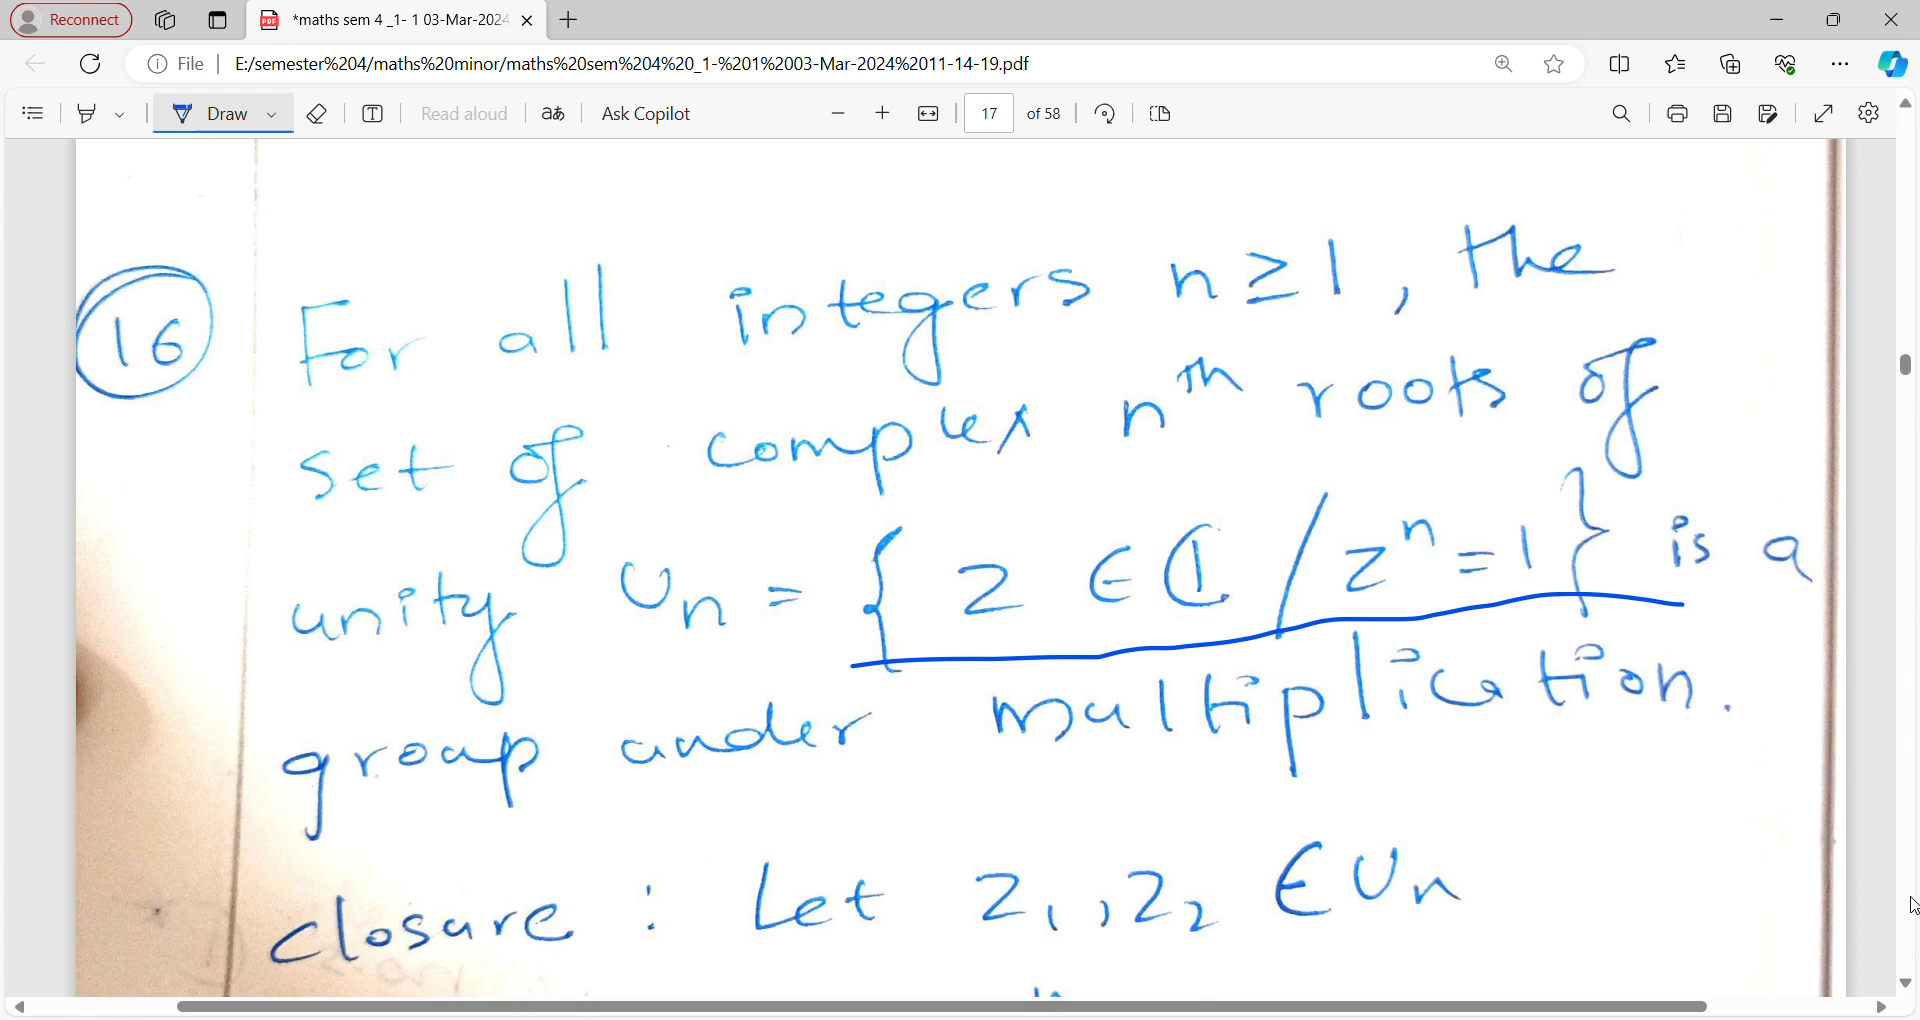 Reconnect
*maths sem 4 _1- 1 03-Mar-2024
File
E:/semester%204/maths%20minor/maths%20sem%204%20_1-%201%2003-Mar-2024%2011-14-19.pdf
Draw
Read aloud
aあ
Ask Copilot
17 of 58
16
For all integers n ≥ 1, the
set of complex nth roots of
unity Un = { z ∈ ℂ / zⁿ = 1 } is a
group under multiplication.
closure : Let z₁, z₂ ∈ Un